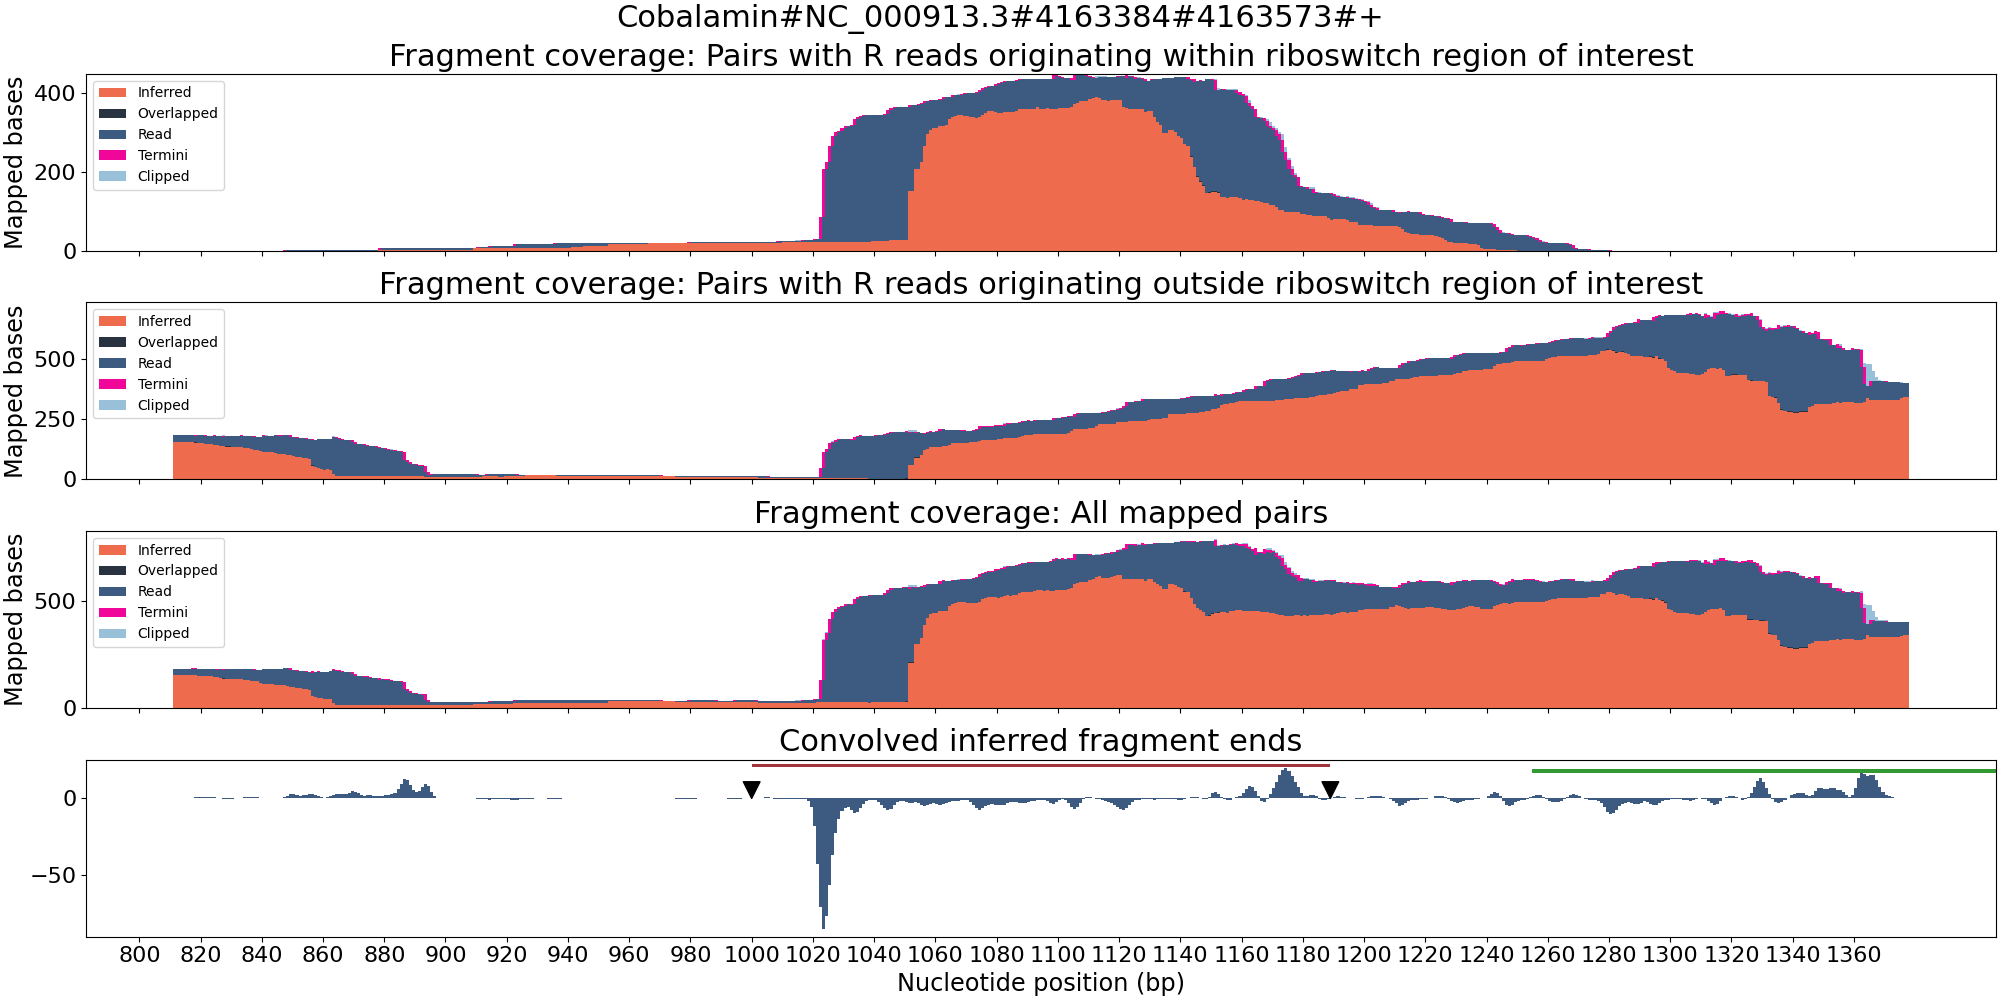 Cobalamin#NC_000913.3#4163384#4163573#+
Fragment coverage: Pairs with R reads originating within riboswitch region of interest
Mapped bases
400
200
0
Inferred
Overlapped
Read
Termini
Clipped
Fragment coverage: Pairs with R reads originating outside riboswitch region of interest
Mapped bases
500
250
0
Inferred
Overlapped
Read
Termini
Clipped
Fragment coverage: All mapped pairs
Mapped bases
500
0
Inferred
Overlapped
Read
Termini
Clipped
Convolved inferred fragment ends
0
−50
800 820 840 860 880 900 920 940 960 980 1000 1020 1040 1060 1080 1100 1120 1140 1160 1180 1200 1220 1240 1260 1280 1300 1320 1340 1360
Nucleotide position (bp)